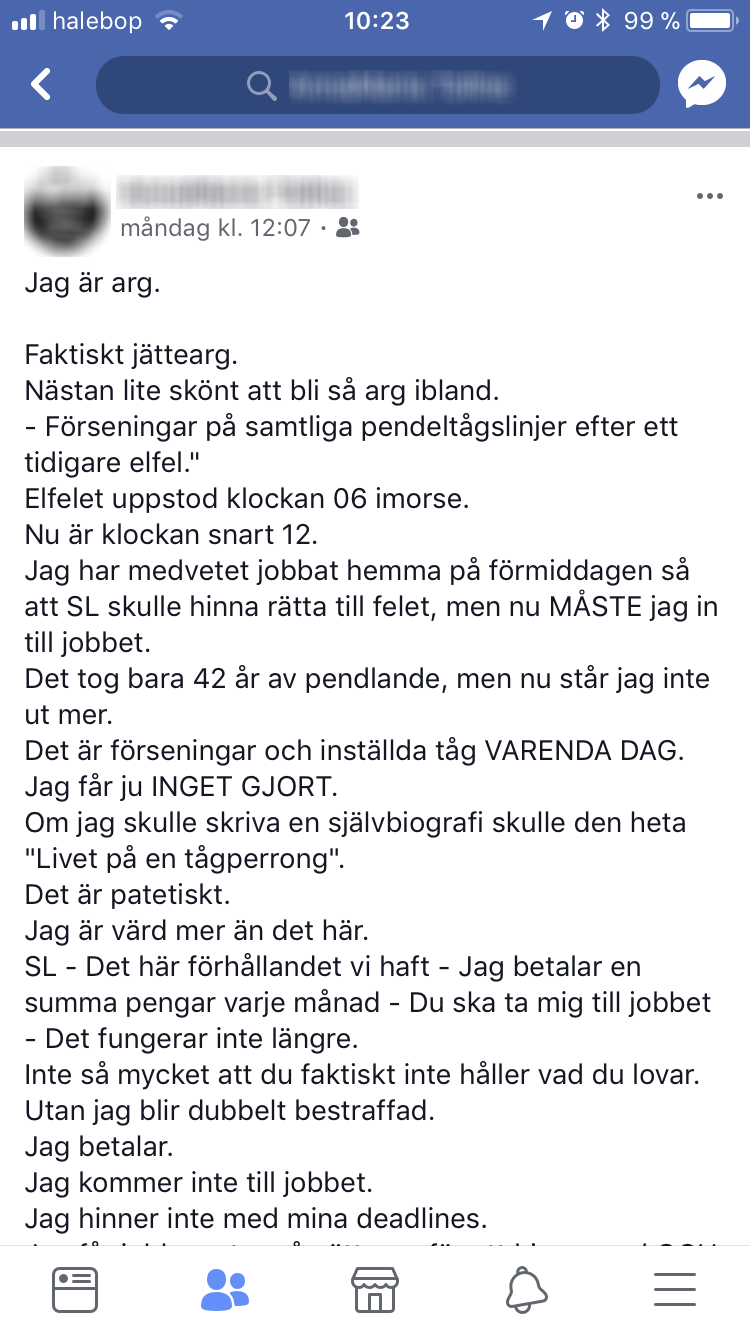 halebop 10:23 99 %
måndag kl. 12:07 ·
Jag är arg.
Faktiskt jättearg.
Nästan lite skönt att bli så arg ibland.
- Förseningar på samtliga pendeltågslinjer efter ett
tidigare elfel."
Elfelet uppstod klockan 06 imorse.
Nu är klockan snart 12.
Jag har medvetet jobbat hemma på förmiddagen så
att SL skulle hinna rätta till felet, men nu MÅSTE jag in
till jobbet.
Det tog bara 42 år av pendlande, men nu står jag inte
ut mer.
Det är förseningar och inställda tåg VARENDA DAG.
Jag får ju INGET GJORT.
Om jag skulle skriva en självbiografi skulle den heta
"Livet på en tågperrong".
Det är patetiskt.
Jag är värd mer än det här.
SL - Det här förhållandet vi haft - Jag betalar en
summa pengar varje månad - Du ska ta mig till jobbet
- Det fungerar inte längre.
Inte så mycket att du faktiskt inte håller vad du lovar.
Utan jag blir dubbelt bestraffad.
Jag betalar.
Jag kommer inte till jobbet.
Jag hinner inte med mina deadlines.